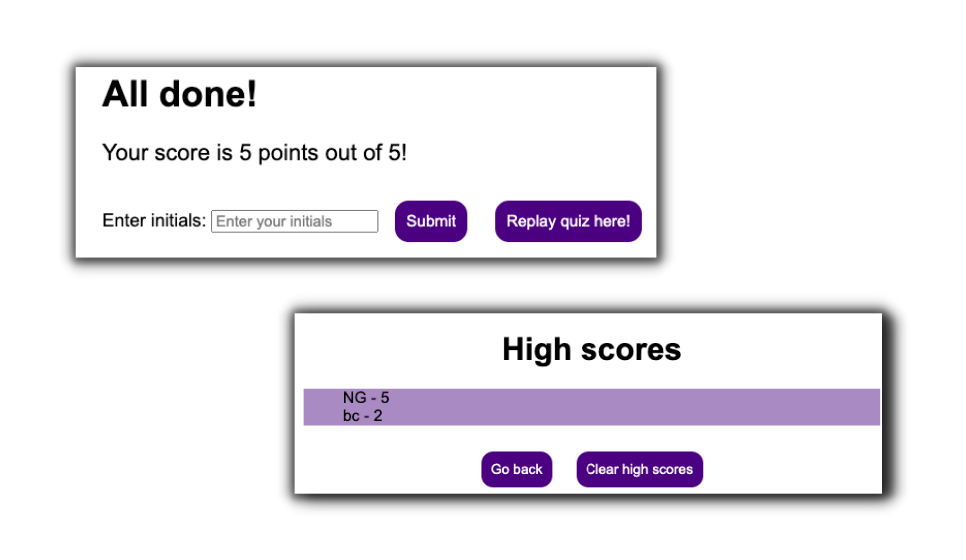 All done!
Your score is 5 points out of 5!
Enter initials: Enter your initials Submit Replay quiz here!
High scores
NG - 5
bc - 2
Go back Clear high scores